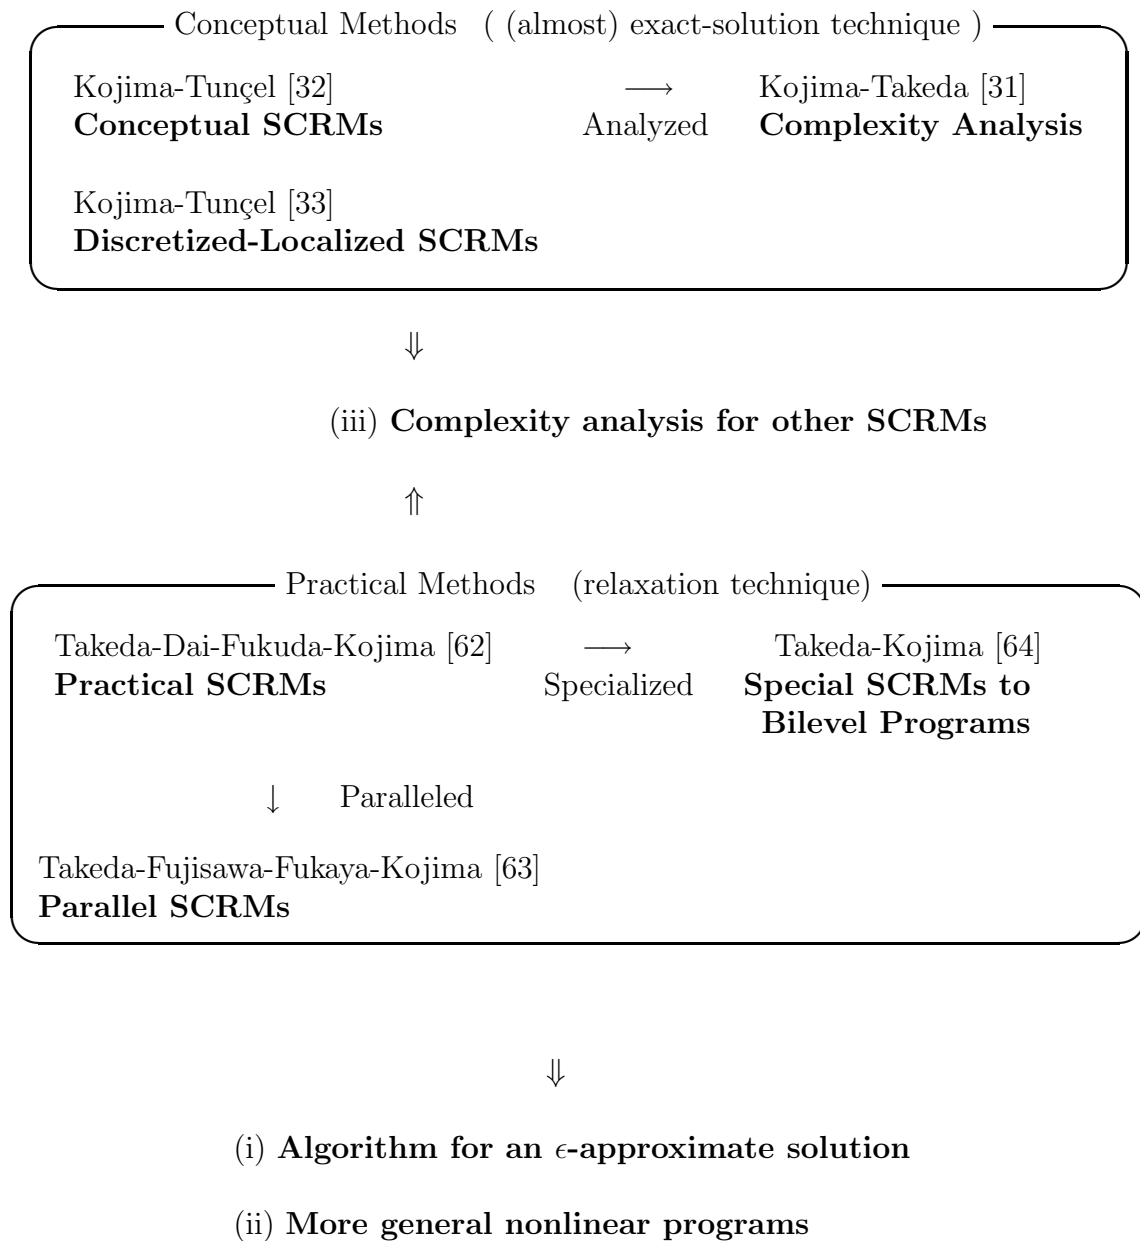 Conceptual Methods ( (almost) exact-solution technique )
Kojima-Tunçel [32] ⟶ Kojima-Takeda [31]
Conceptual SCRMs Analyzed Complexity Analysis
Kojima-Tunçel [33]
Discretized-Localized SCRMs
⇓
(iii) Complexity analysis for other SCRMs
⇑
Practical Methods (relaxation technique)
Takeda-Dai-Fukuda-Kojima [62] ⟶ Takeda-Kojima [64]
Practical SCRMs Specialized Special SCRMs to
Bilevel Programs
↓ Paralleled
Takeda-Fujisawa-Fukaya-Kojima [63]
Parallel SCRMs
⇓
(i) Algorithm for an ϵ-approximate solution
(ii) More general nonlinear programs